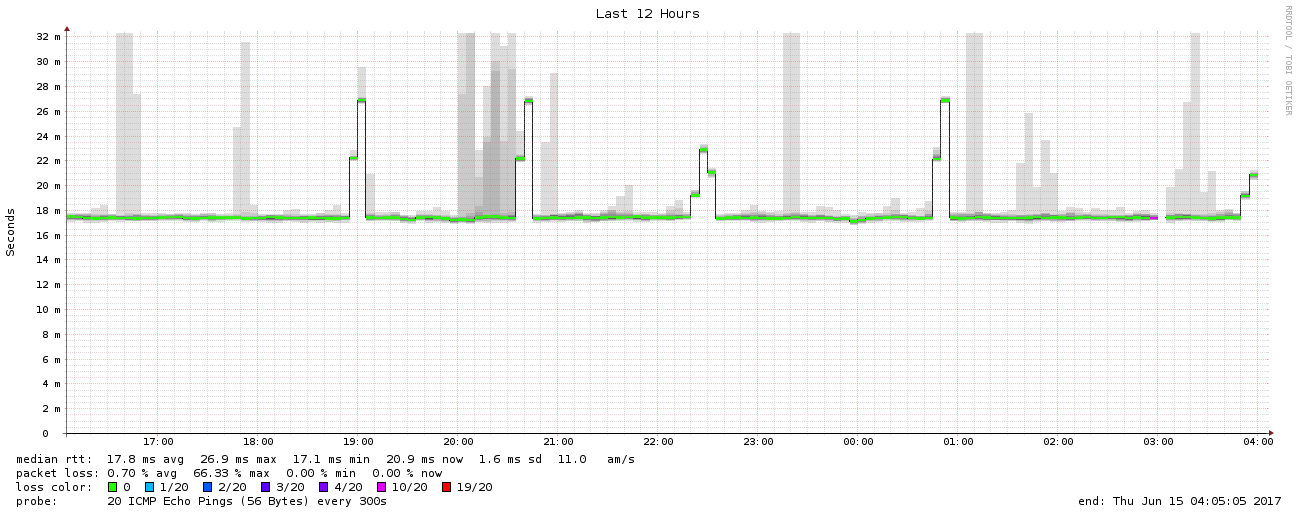 Last 12 Hours
RRDTOOL / TOBI OETIKER
Seconds
32 m
30 m
28 m
26 m
24 m
22 m
20 m
18 m
16 m
14 m
12 m
10 m
8 m
6 m
4 m
2 m
0
17:00 18:00 19:00 20:00 21:00 22:00 23:00 00:00 01:00 02:00 03:00 04:00
median rtt: 17.8 ms avg 26.9 ms max 17.1 ms min 20.9 ms now 1.6 ms sd 11.0 am/s
packet loss: 0.70 % avg 66.33 % max 0.00 % min 0.00 % now
loss color: 0 1/20 2/20 3/20 4/20 10/20 19/20
probe: 20 ICMP Echo Pings (56 Bytes) every 300s end: Thu Jun 15 04:05:05 2017